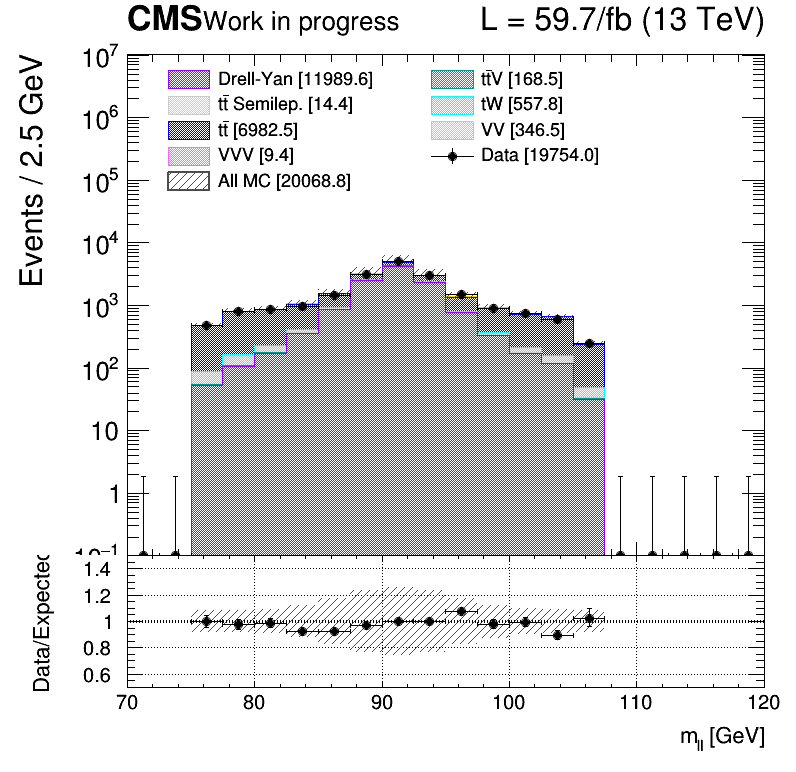 CMS Work in progress L = 59.7/fb (13 TeV)
Events / 2.5 GeV
10⁷
10⁶
10⁵
10⁴
10³
10²
10
1
10⁻¹
Drell-Yan [11989.6]
tt̄ Semilep. [14.4]
tt̄ [6982.5]
VVV [9.4]
All MC [20068.8]
tt̄V [168.5]
tW [557.8]
VV [346.5]
Data [19754.0]
Data/Expected
1.4
1.2
1
0.8
0.6
70 80 90 100 110 120
m_ll [GeV]